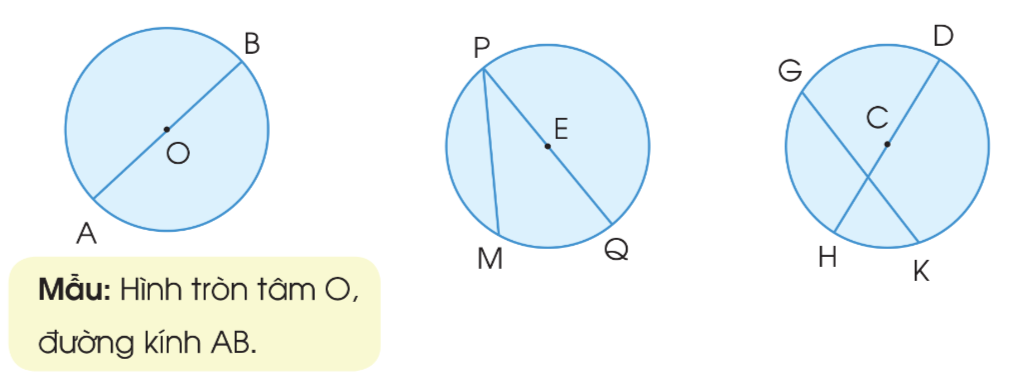 B
O
A
P
E
M
Q
D
G
C
H
K
Mẫu: Hình tròn tâm O,
đường kính AB.